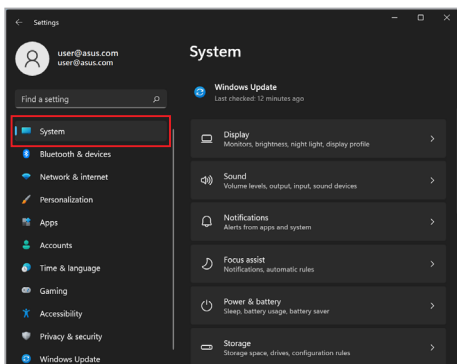 Settings
user@asus.com
user@asus.com
Find a setting
System
Bluetooth & devices
Network & internet
Personalization
Apps
Accounts
Time & language
Gaming
Accessibility
Privacy & security
Windows Update
System
Windows Update
Last checked: 12 minutes ago
Display
Monitors, brightness, night light, display profile
Sound
Volume levels, output, input, sound devices
Notifications
Alerts from apps and system
Focus assist
Notifications, automatic rules
Power & battery
Sleep, battery usage, battery saver
Storage
Storage space, drives, configuration rules